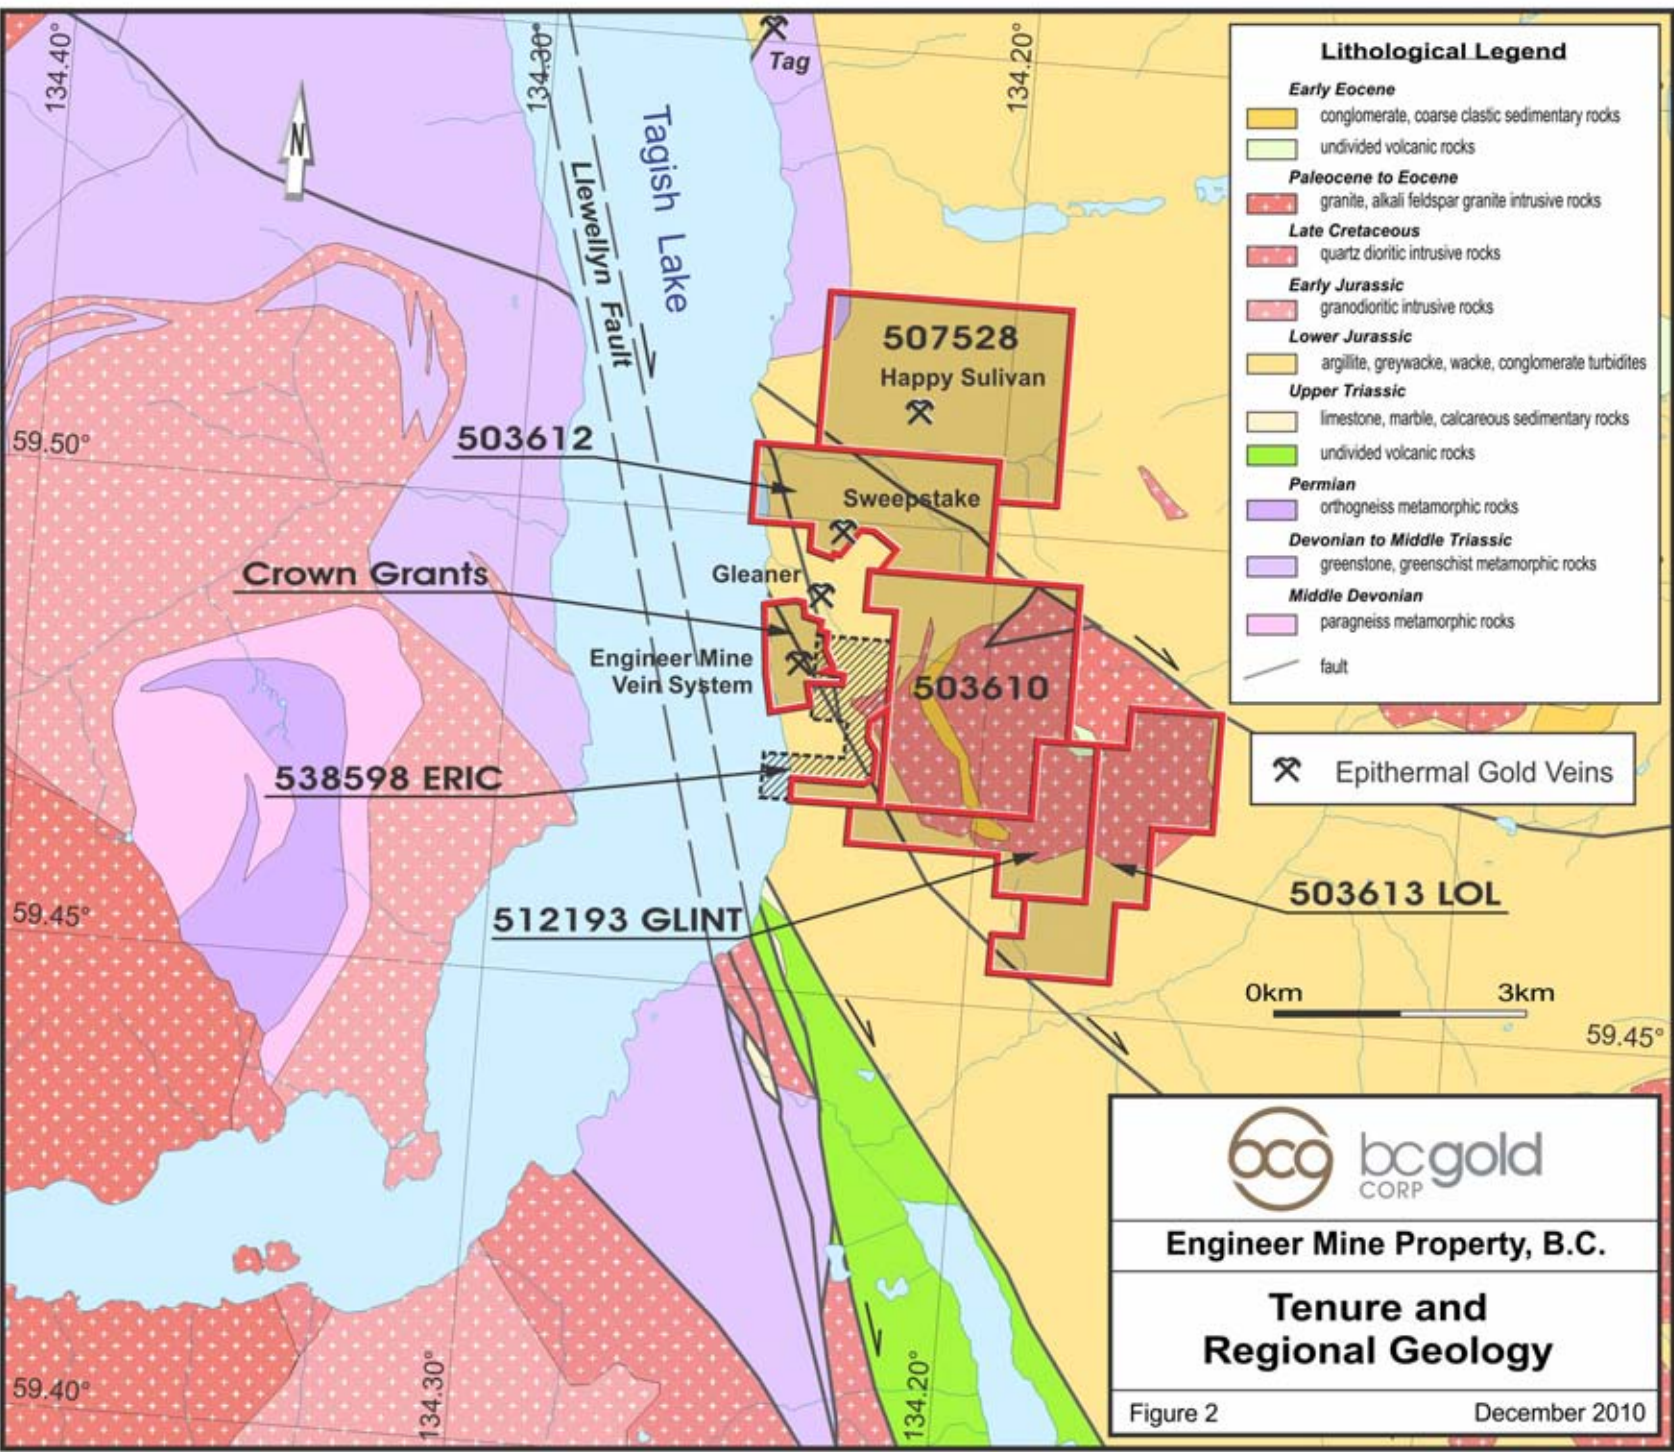 134.40°
134.30°
134.20°
Tag
N
Tagish Lake
Llewellyn Fault
507528
Happy Sulivan
59.50°
503612
Sweepstake
Crown Grants
Gleaner
Engineer Mine
Vein System
503610
538598 ERIC
59.45°
512193 GLINT
503613 LOL
0km 3km
59.45°
59.40°
134.30°
134.20°
Lithological Legend
Early Eocene
conglomerate, coarse clastic sedimentary rocks
undivided volcanic rocks
Paleocene to Eocene
granite, alkali feldspar granite intrusive rocks
Late Cretaceous
quartz dioritic intrusive rocks
Early Jurassic
granodioritic intrusive rocks
Lower Jurassic
argillite, greywacke, wacke, conglomerate turbidites
Upper Triassic
limestone, marble, calcareous sedimentary rocks
undivided volcanic rocks
Permian
orthogneiss metamorphic rocks
Devonian to Middle Triassic
greenstone, greenschist metamorphic rocks
Middle Devonian
paragneiss metamorphic rocks
fault
Epithermal Gold Veins
bcg bcgold
CORP
Engineer Mine Property, B.C.
Tenure and
Regional Geology
Figure 2 December 2010